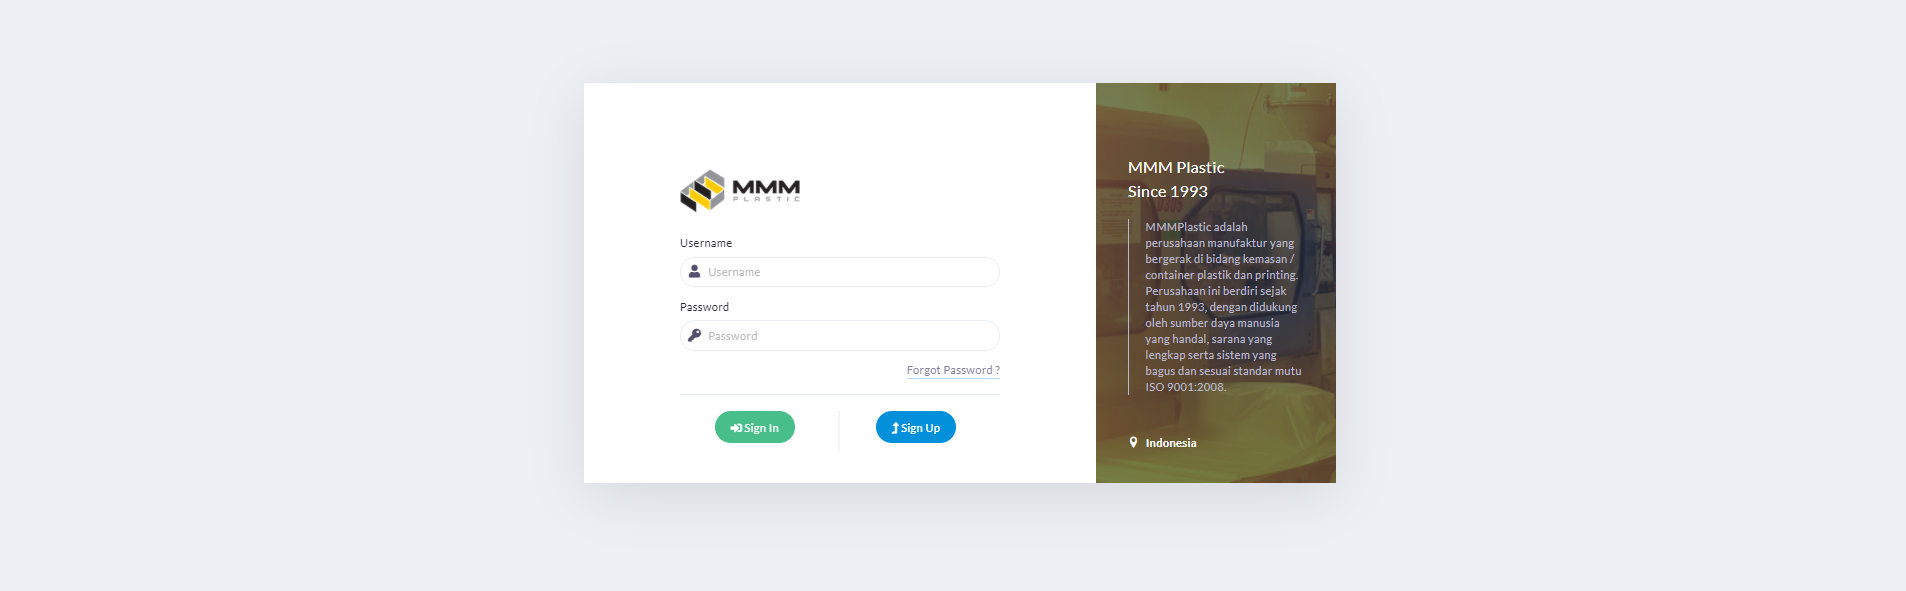 MMM
PLASTIC
Username
Username
Password
Password
Forgot Password ?
Sign In
Sign Up
MMM Plastic
Since 1993
MMMPlastic adalah
perusahaan manufaktur yang
bergerak di bidang kemasan /
container plastik dan printing.
Perusahaan ini berdiri sejak
tahun 1993, dengan didukung
oleh sumber daya manusia
yang handal, sarana yang
lengkap serta sistem yang
bagus dan sesuai standar mutu
ISO 9001:2008.
Indonesia